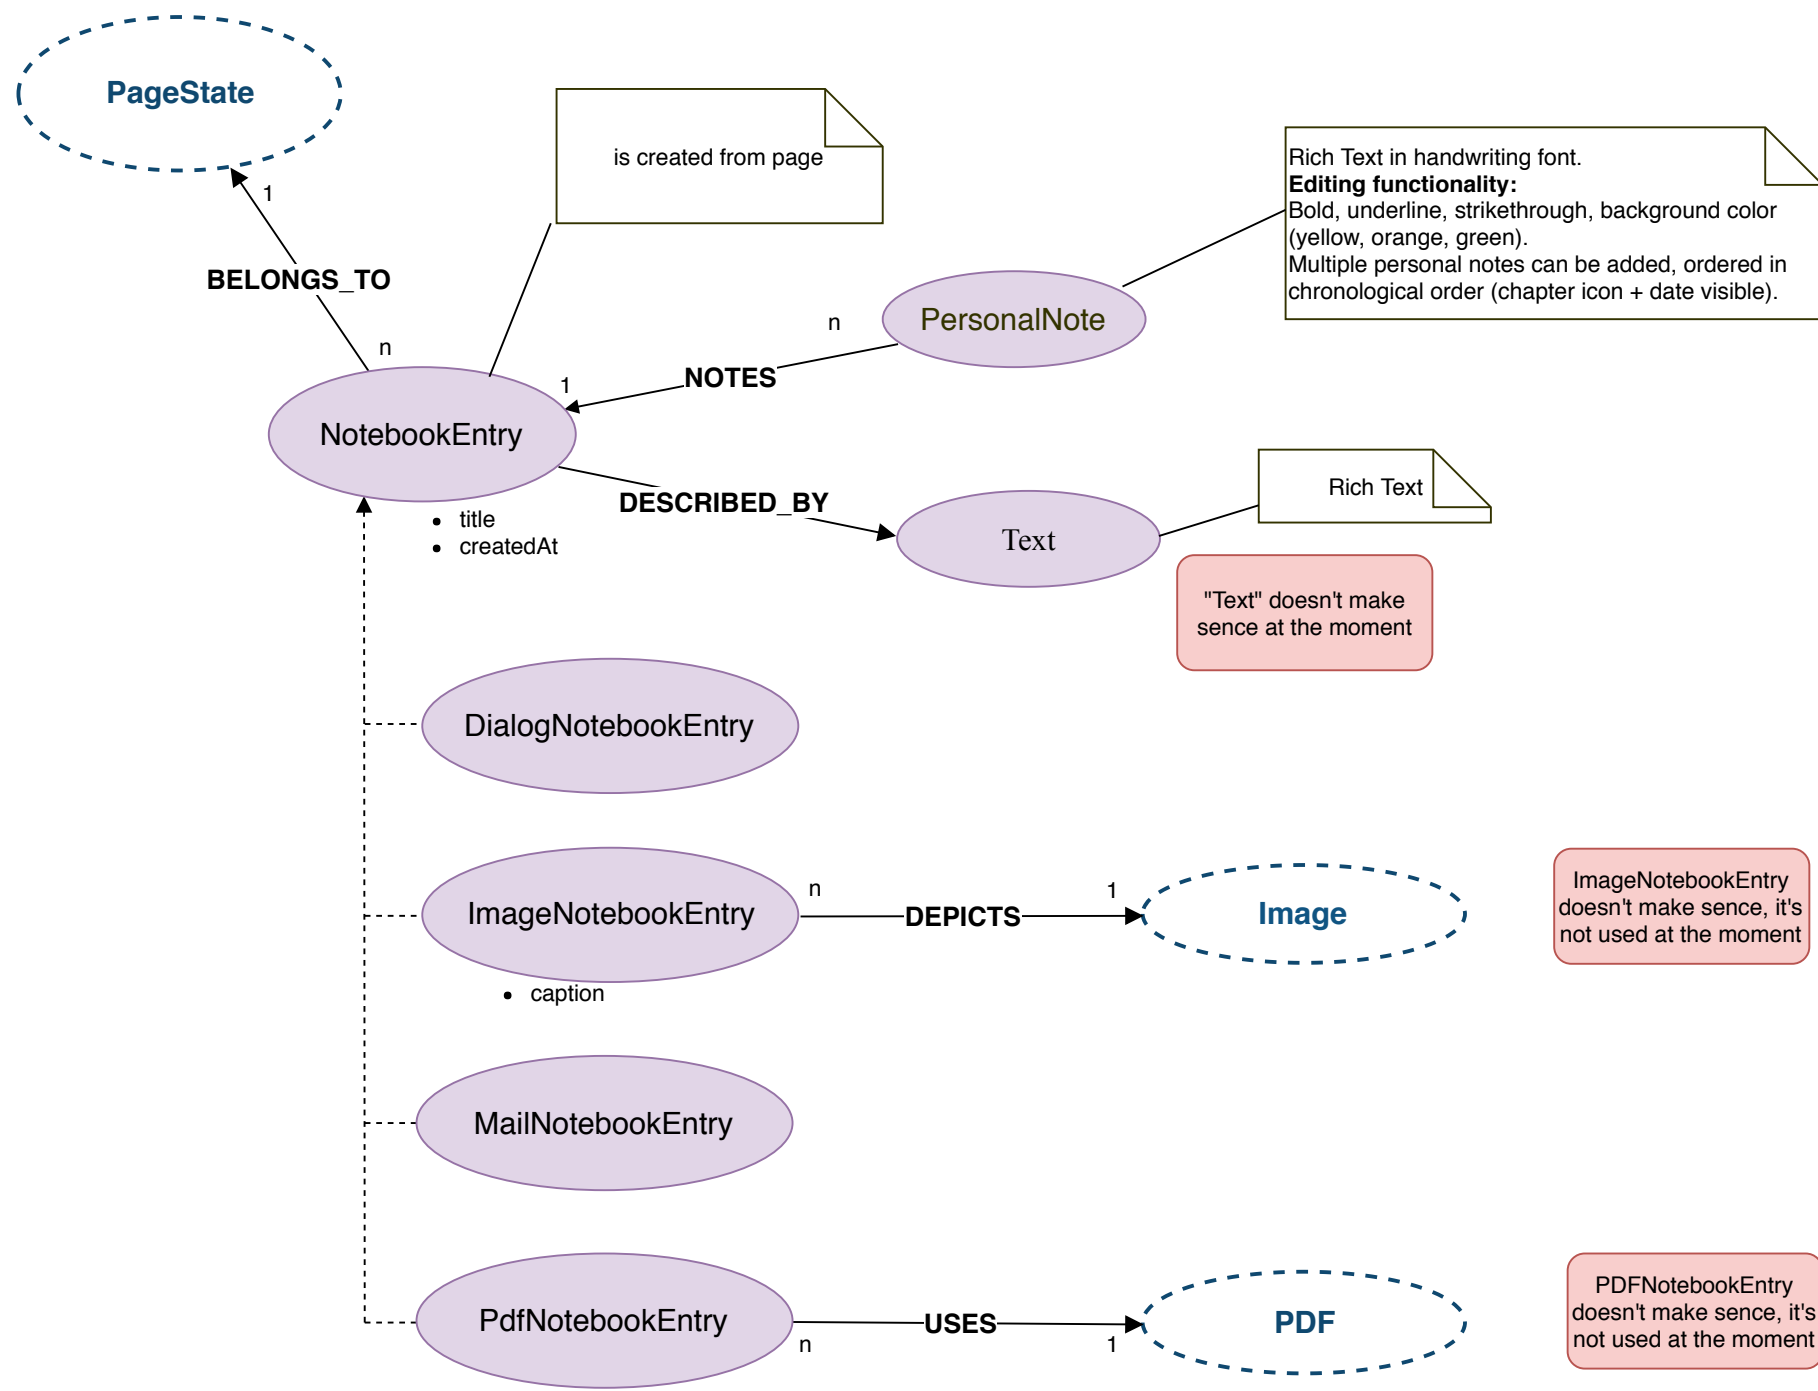 PageState
is created from page
Rich Text in handwriting font.
Editing functionality:
Bold, underline, strikethrough, background color
(yellow, orange, green).
Multiple personal notes can be added, ordered in
chronological order (chapter icon + date visible).
1
BELONGS_TO
n
PersonalNote
n
NOTES
1
NotebookEntry
title
createdAt
DESCRIBED_BY
Text
Rich Text
"Text" doesn't make
sence at the moment
DialogNotebookEntry
ImageNotebookEntry
caption
n
DEPICTS
1
Image
ImageNotebookEntry
doesn't make sence, it's
not used at the moment
MailNotebookEntry
PdfNotebookEntry
n
USES
1
PDF
PDFNotebookEntry
doesn't make sence, it's
not used at the moment